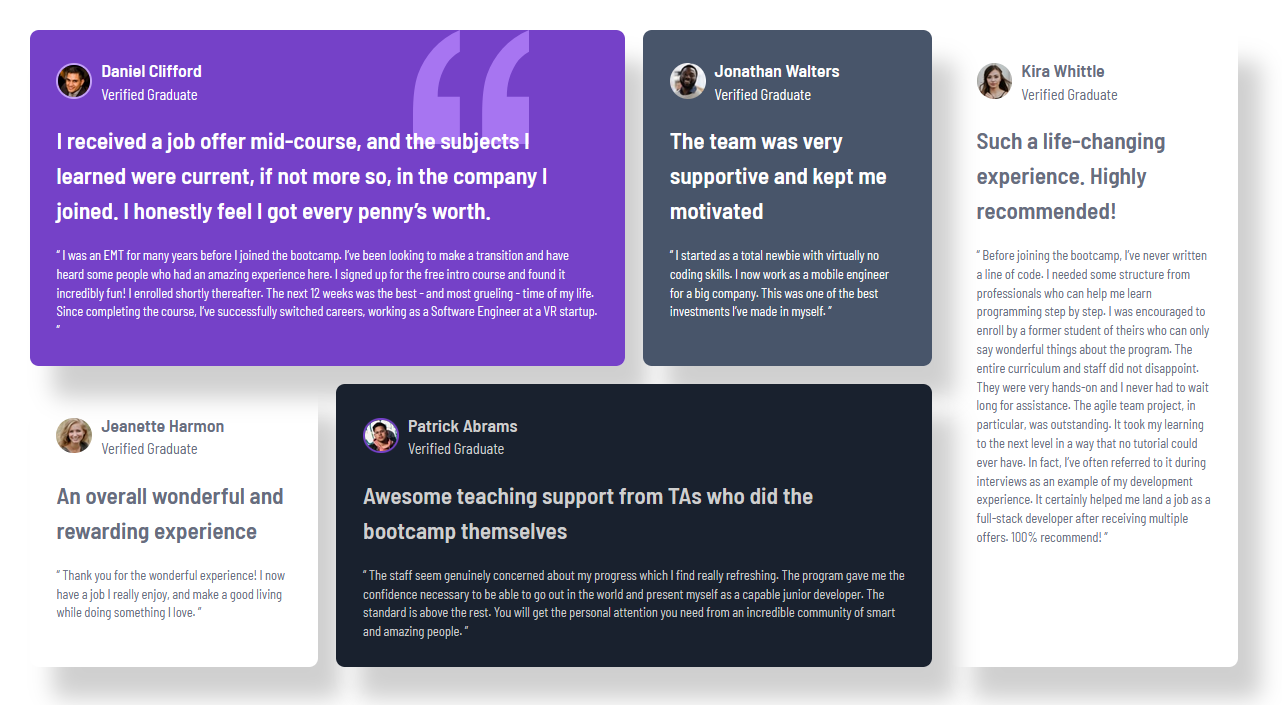 Daniel Clifford
Verified Graduate
I received a job offer mid-course, and the subjects I
learned were current, if not more so, in the company I
joined. I honestly feel I got every penny’s worth.
“ I was an EMT for many years before I joined the bootcamp. I’ve been looking to make a transition and have
heard some people who had an amazing experience here. I signed up for the free intro course and found it
incredibly fun! I enrolled shortly thereafter. The next 12 weeks was the best - and most grueling - time of my life.
Since completing the course, I’ve successfully switched careers, working as a Software Engineer at a VR startup.
”
Jonathan Walters
Verified Graduate
The team was very
supportive and kept me
motivated
“ I started as a total newbie with virtually no
coding skills. I now work as a mobile engineer
for a big company. This was one of the best
investments I’ve made in myself. ”
Kira Whittle
Verified Graduate
Such a life-changing
experience. Highly
recommended!
“ Before joining the bootcamp, I’ve never written
a line of code. I needed some structure from
professionals who can help me learn
programming step by step. I was encouraged to
enroll by a former student of theirs who can only
say wonderful things about the program. The
entire curriculum and staff did not disappoint.
They were very hands-on and I never had to wait
long for assistance. The agile team project, in
particular, was outstanding. It took my learning
to the next level in a way that no tutorial could
ever have. In fact, I’ve often referred to it during
interviews as an example of my development
experience. It certainly helped me land a job as a
full-stack developer after receiving multiple
offers. 100% recommend! ”
Jeanette Harmon
Verified Graduate
An overall wonderful and
rewarding experience
“ Thank you for the wonderful experience! I now
have a job I really enjoy, and make a good living
while doing something I love. ”
Patrick Abrams
Verified Graduate
Awesome teaching support from TAs who did the
bootcamp themselves
“ The staff seem genuinely concerned about my progress which I find really refreshing. The program gave me the
confidence necessary to be able to go out in the world and present myself as a capable junior developer. The
standard is above the rest. You will get the personal attention you need from an incredible community of smart
and amazing people. ”